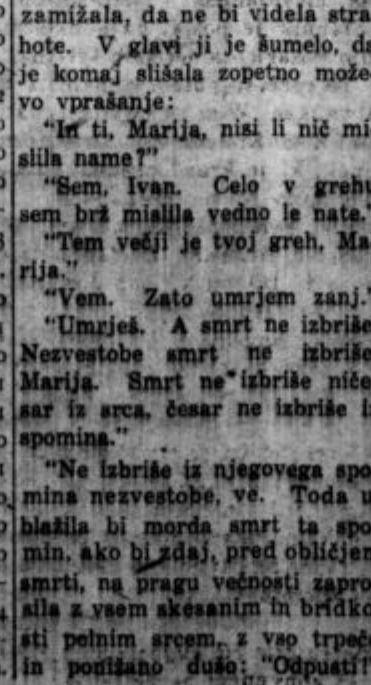 zamižala, da ne bi videla stra
hote. V glavi ji je šumelo, da
je komaj slišala zopetno može
vo vprašanje:
"In ti, Marija, nisi li nič mi
slila name?"
"Sem, Ivan. Celo v grehu
sem brž mislila vedno le nate."
"Tem večji je tvoj greh, Ma
rija."
"Vem. Zato umrjem zanj."
"Umrješ. A smrt ne izbriše
Nezvestobe smrt ne izbriše
Marija. Smrt ne izbriše niče
sar iz srca, česar ne izbriše iz
spomina."
"Ne izbriše iz njegovega spo
mina nezvestobe, ve. Toda u
blažila bi morda smrt ta spo
min, ako bi zdaj, pred obličjem
smrti, na pragu večnosti zapro
sila z vsem skesanim in bridko
sti polnim srcem, z vso trpeč
in ponižano dušo: "Odpusti!"